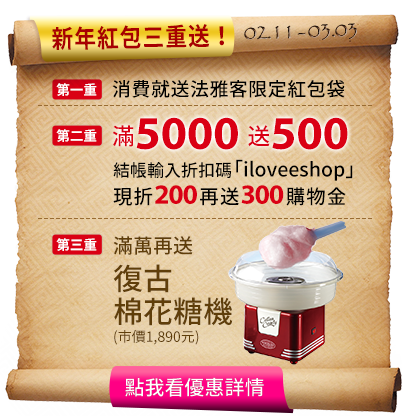 新年紅包三重送！ 02.11-03.03
第一重 消費就送法雅客限定紅包袋
第二重 滿5000 送500
結帳輸入折扣碼「iloveeshop」
現折200再送300購物金
第三重 滿萬再送
復古
棉花糖機
(市價1,890元)
點我看優惠詳情